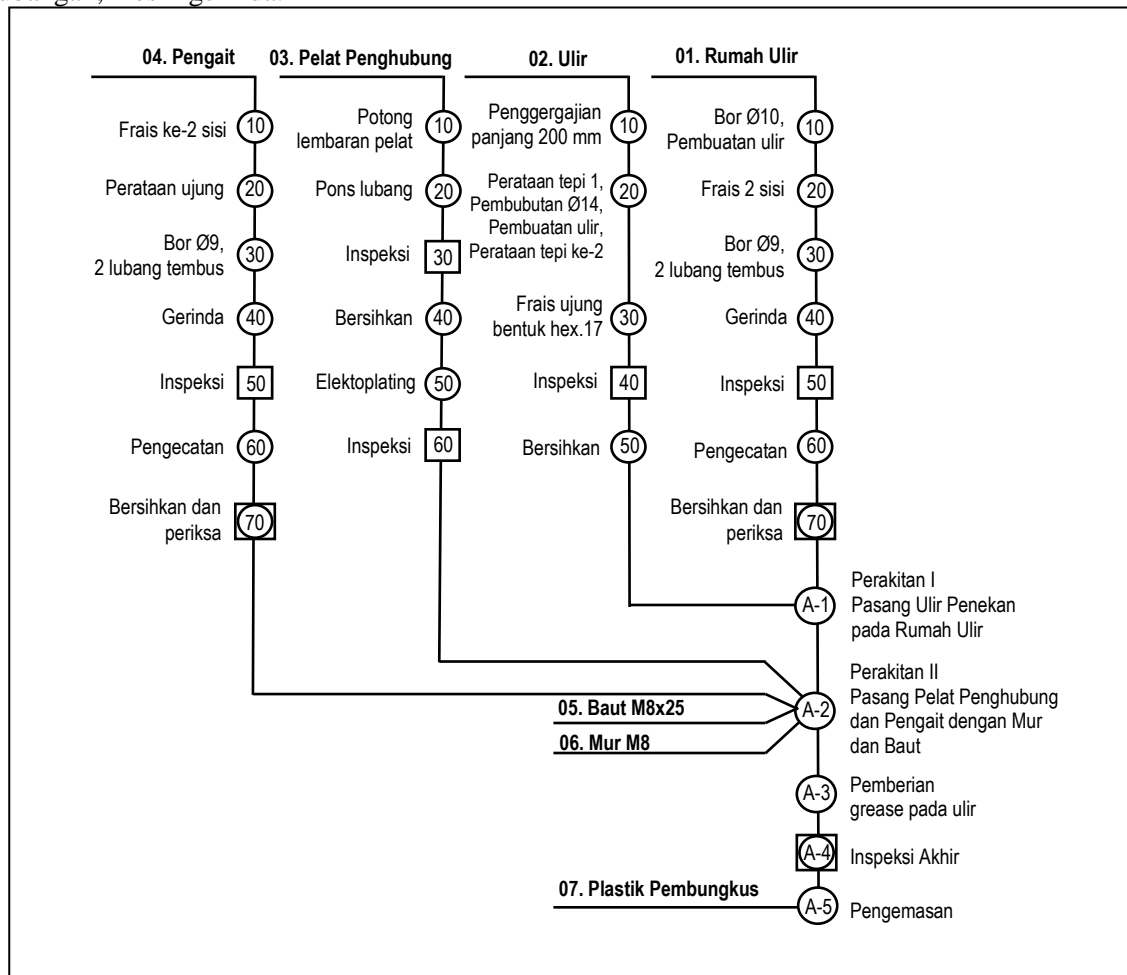 04. Pengait
Frais ke-2 sisi
10
Perataan ujung
20
Bor Ø9,
2 lubang tembus
30
Gerinda
40
Inspeksi
50
Pengecatan
60
Bersihkan dan
periksa
70
03. Pelat Penghubung
Potong
lembaran pelat
10
Pons lubang
20
Inspeksi
30
Bersihkan
40
Elektoplating
50
Inspeksi
60
02. Ulir
Penggergajian
panjang 200 mm
10
Perataan tepi 1,
Pembubutan Ø14,
Pembuatan ulir,
Perataan tepi ke-2
20
Frais ujung
bentuk hex.17
30
Inspeksi
40
Bersihkan
50
01. Rumah Ulir
Bor Ø10,
Pembuatan ulir
10
Frais 2 sisi
20
Bor Ø9,
2 lubang tembus
30
Gerinda
40
Inspeksi
50
Pengecatan
60
Bersihkan dan
periksa
70
A-1
Perakitan I
Pasang Ulir Penekan
pada Rumah Ulir
05. Baut M8x25
06. Mur M8
A-2
Perakitan II
Pasang Pelat Penghubung
dan Pengait dengan Mur
dan Baut
A-3
Pemberian
grease pada ulir
A-4
Inspeksi Akhir
07. Plastik Pembungkus
A-5
Pengemasan